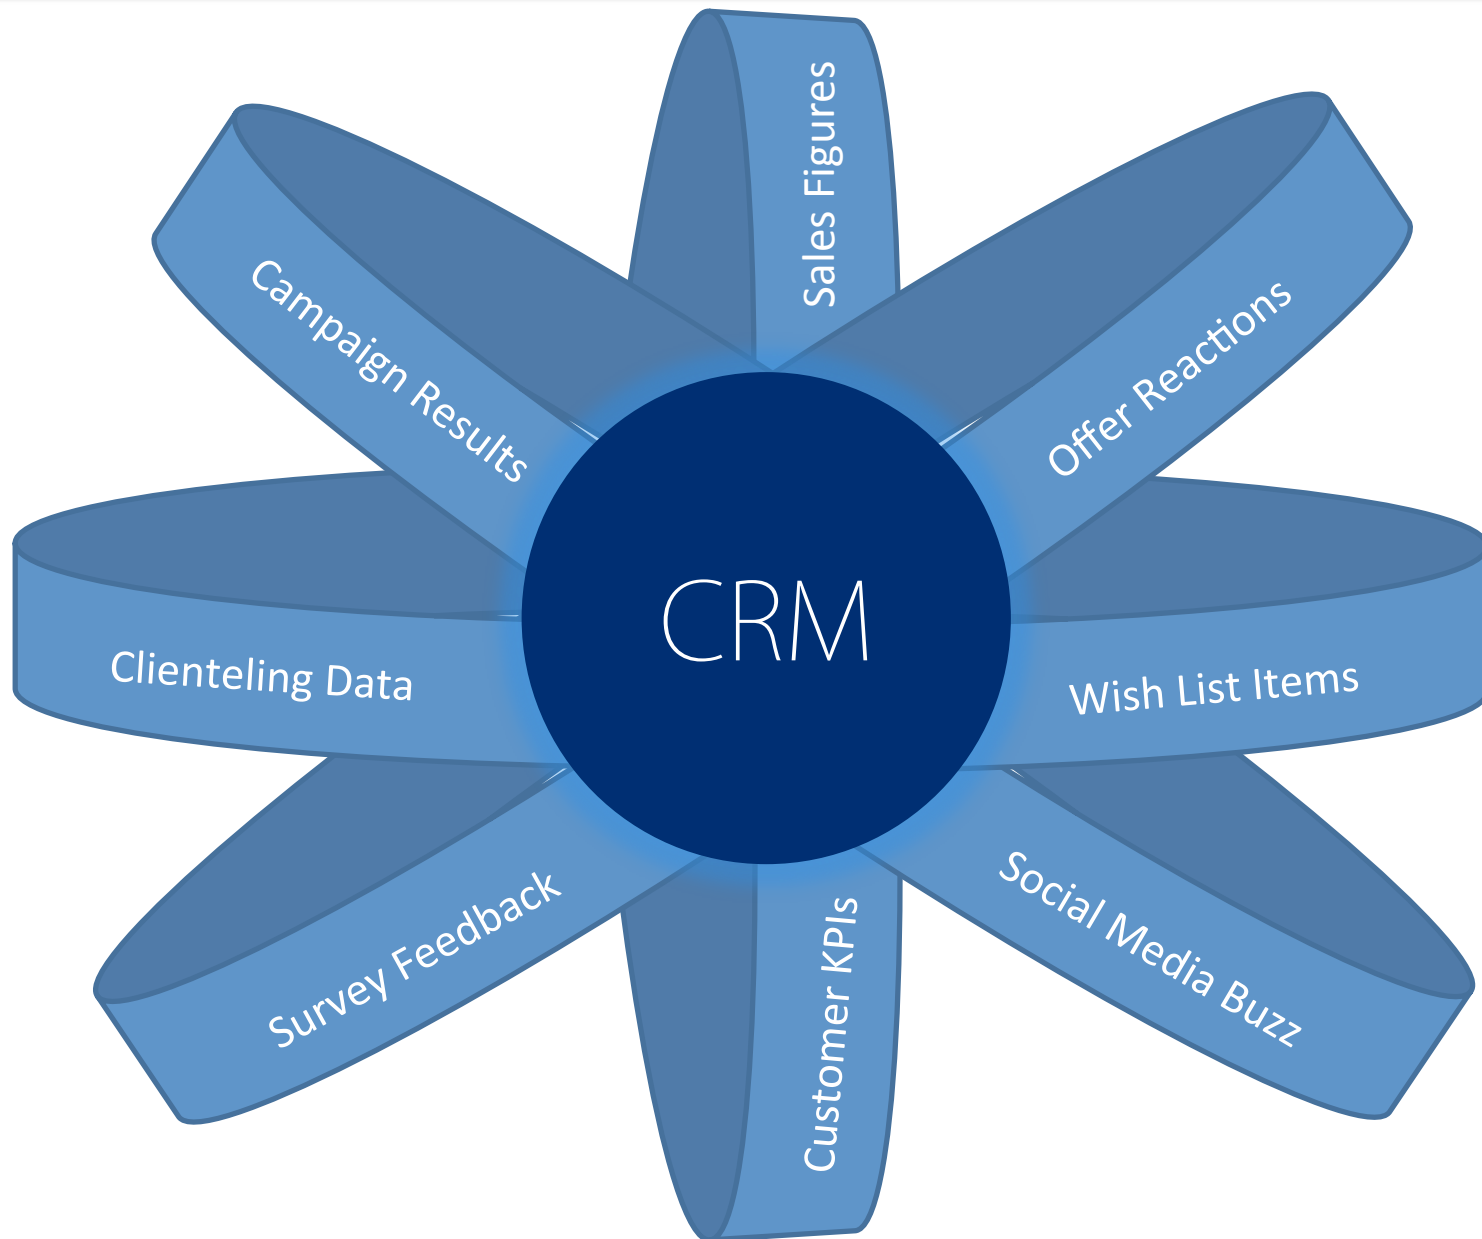 Sales Figures
Offer Reactions
Campaign Results
CRM
Clienteling Data
Wish List Items
Survey Feedback
Social Media Buzz
Customer KPIs